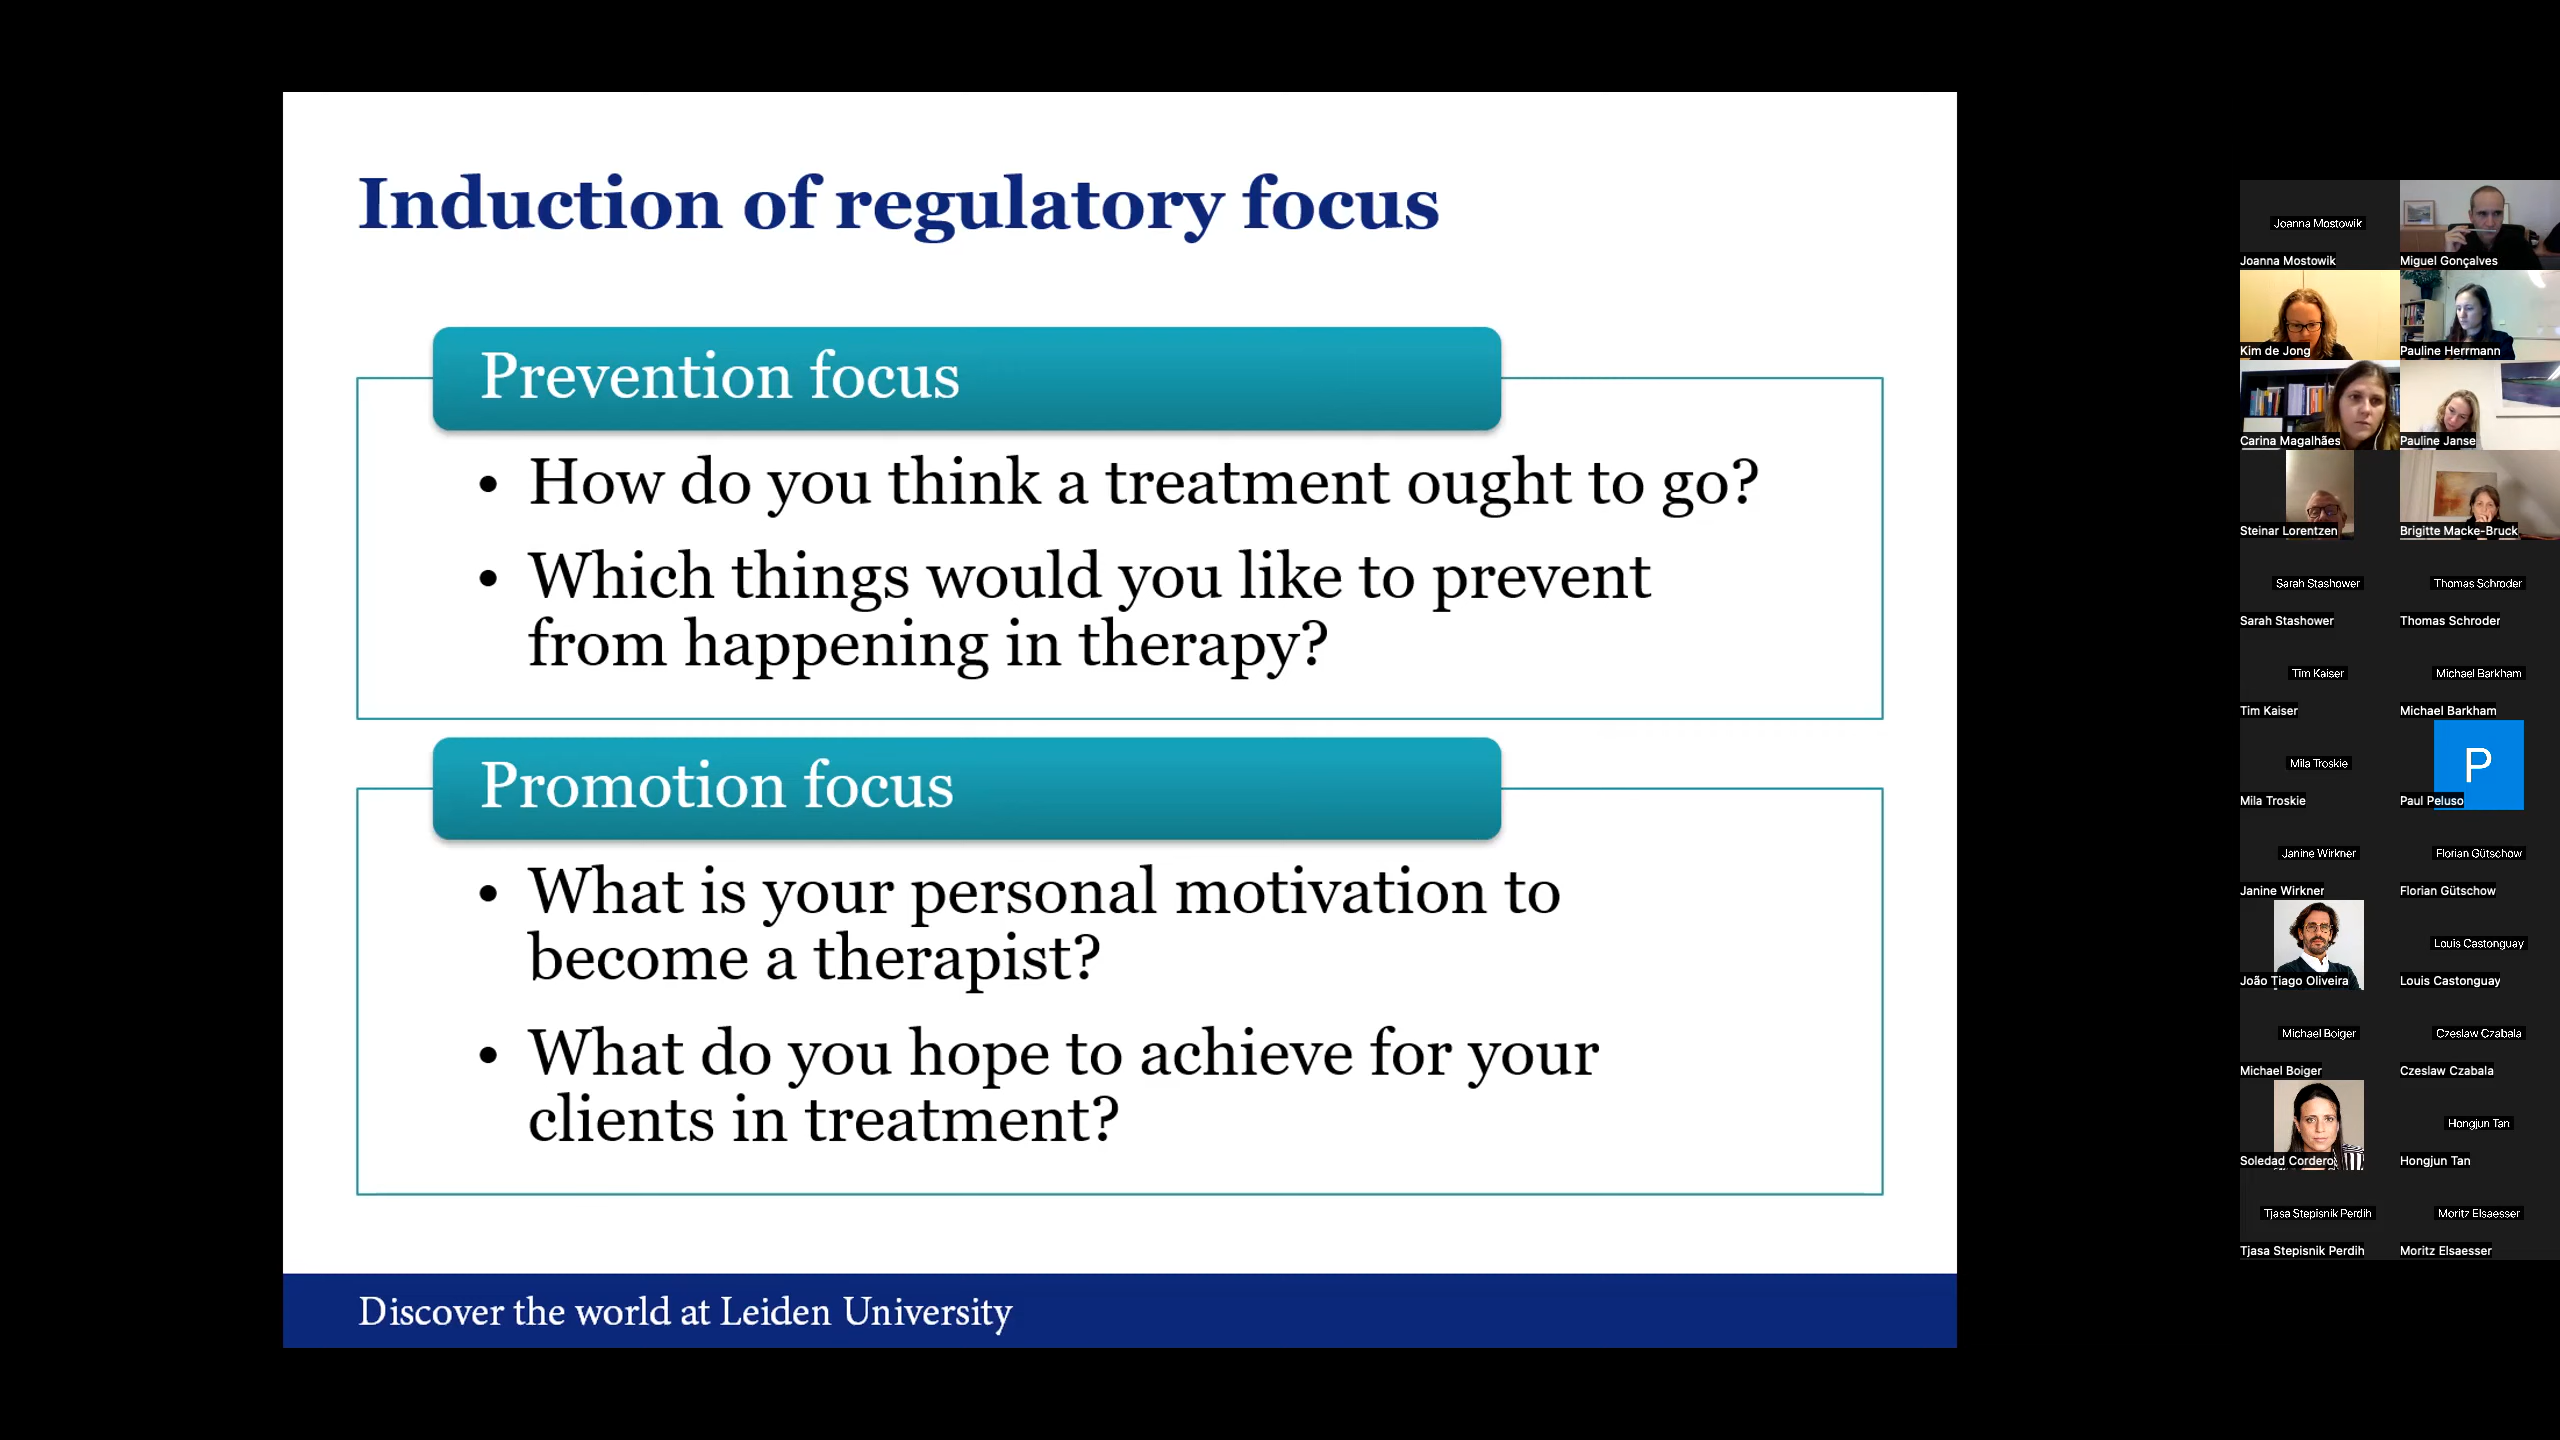 Induction of regulatory focus
Prevention focus
• How do you think a treatment ought to go?
• Which things would you like to prevent
from happening in therapy?
Promotion focus
• What is your personal motivation to
become a therapist?
• What do you hope to achieve for your
clients in treatment?
Discover the world at Leiden University
Joanna Mostowik
Joanna Mostowik
Miguel Gonçalves
Kim de Jong
Pauline Herrmann
Carina Magalhães
Pauline Janse
Steinar Lorentzen
Brigitte Macke-Bruck
Sarah Stashower
Thomas Schroder
Sarah Stashower
Thomas Schroder
Tim Kaiser
Michael Barkham
Tim Kaiser
Michael Barkham
Mila Troskie
P
Mila Troskie
Paul Peluso
Janine Wirkner
Florian Gütschow
Janine Wirkner
Florian Gütschow
Louis Castonguay
João Tiago Oliveira
Louis Castonguay
Michael Boiger
Czeslaw Czabala
Michael Boiger
Czeslaw Czabala
Hongjun Tan
Soledad Cordero
Hongjun Tan
Tjasa Stepisnik Perdih
Moritz Elsaesser
Tjasa Stepisnik Perdih
Moritz Elsaesser